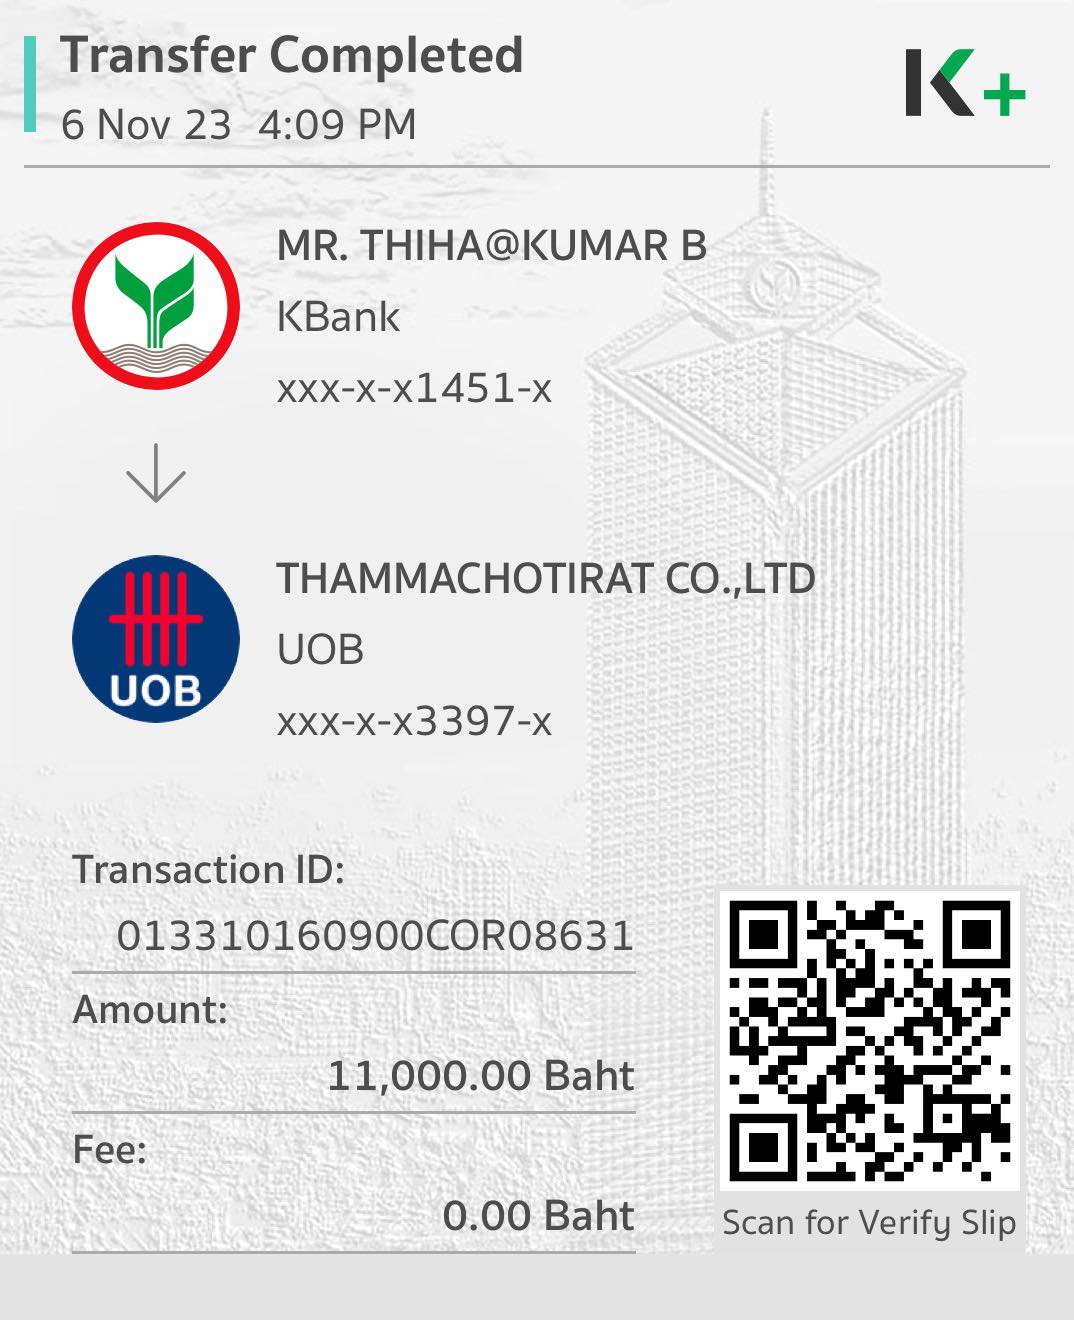 Transfer Completed
6 Nov 23 4:09 PM
K+
MR. THIHA@KUMAR B
KBank
xxx-x-x1451-x
THAMMACHOTIRAT CO.,LTD
UOB
UOB
xxx-x-x3397-x
Transaction ID:
013310160900COR08631
Amount:
11,000.00 Baht
Fee:
0.00 Baht
Scan for Verify Slip